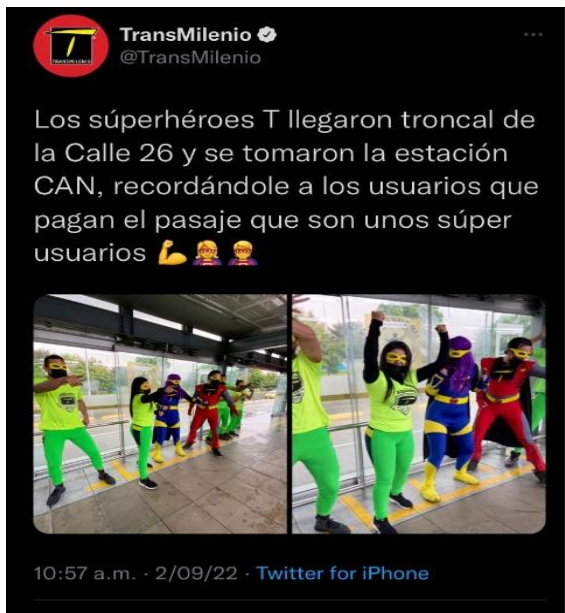 TransMilenio
@TransMilenio
TRANSMILENIO
Los súperhéroes T llegaron troncal de
la Calle 26 y se tomaron la estación
CAN, recordándole a los usuarios que
pagan el pasaje que son unos súper
usuarios 💪🦸‍♀️🦸
10:57 a.m. · 2/09/22 · Twitter for iPhone